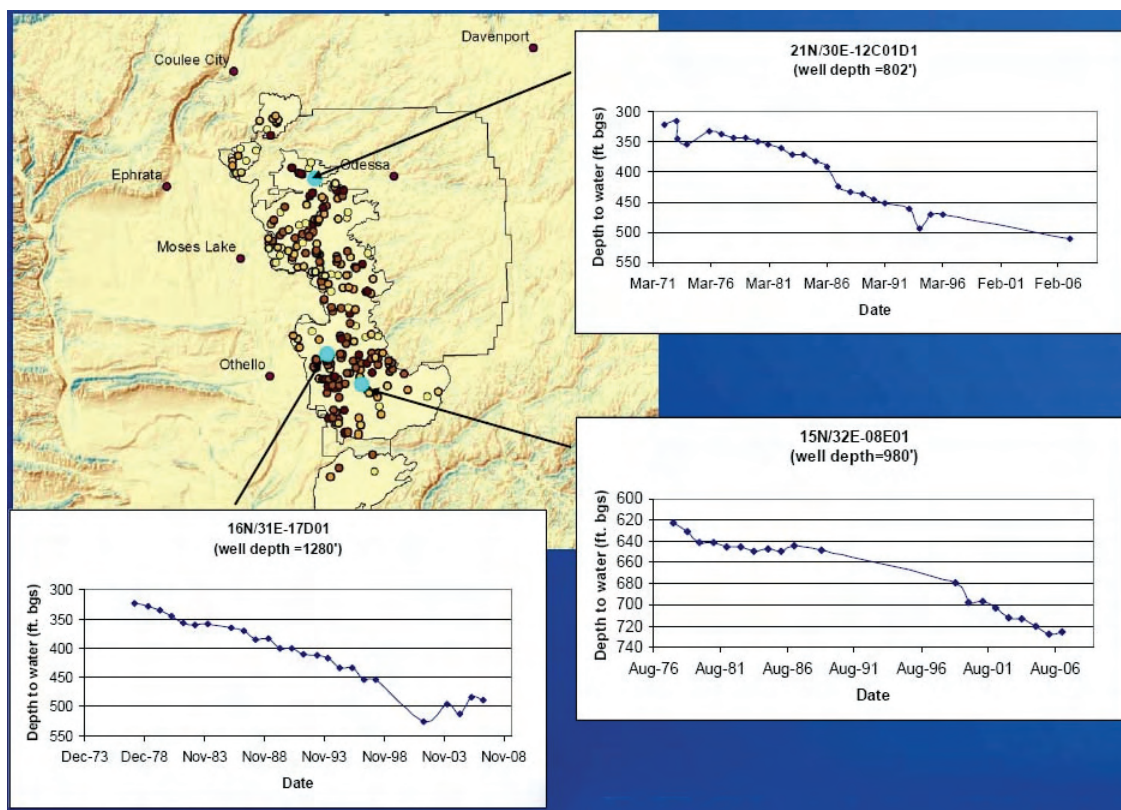 Davenport
Coulee City
Ephrata
Odessa
Moses Lake
Othello
21N/30E-12C01D1
(well depth =802')
Depth to water (ft. bgs)
300
350
400
450
500
550
Mar-71 Mar-76 Mar-81 Mar-86 Mar-91 Mar-96 Feb-01 Feb-06
Date
15N/32E-08E01
(well depth=980')
Depth to water (ft. bgs)
600
620
640
660
680
700
720
740
Aug-76 Aug-81 Aug-86 Aug-91 Aug-96 Aug-01 Aug-06
Date
16N/31E-17D01
(well depth =1280')
Depth to water (ft. bgs)
300
350
400
450
500
550
Dec-73 Dec-78 Nov-83 Nov-88 Nov-93 Nov-98 Nov-03 Nov-08
Date